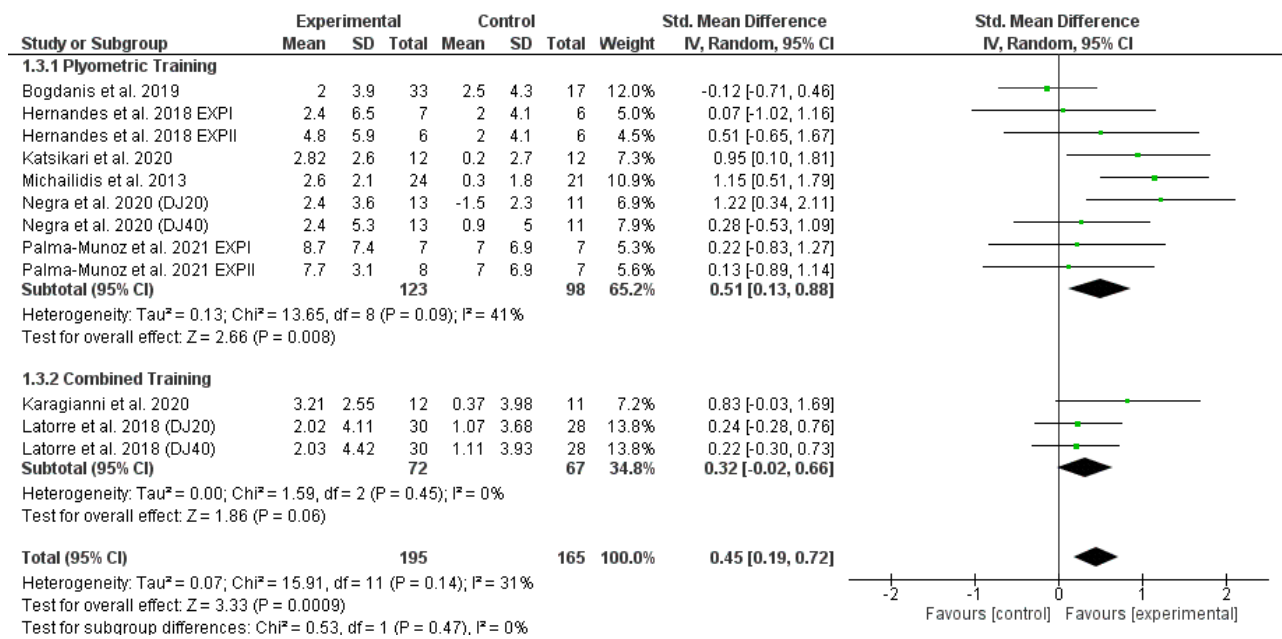 Experimental Control Std. Mean Difference Std. Mean Difference
Study or Subgroup Mean SD Total Mean SD Total Weight IV, Random, 95% CI IV, Random, 95% CI
1.3.1 Plyometric Training
Bogdanis et al. 2019 2 3.9 33 2.5 4.3 17 12.0% -0.12 [-0.71, 0.46]
Hernandes et al. 2018 EXPI 2.4 6.5 7 2 4.1 6 5.0% 0.07 [-1.02, 1.16]
Hernandes et al. 2018 EXPII 4.8 5.9 6 2 4.1 6 4.5% 0.51 [-0.65, 1.67]
Katsikari et al. 2020 2.82 2.6 12 0.2 2.7 12 7.3% 0.95 [0.10, 1.81]
Michailidis et al. 2013 2.6 2.1 24 0.3 1.8 21 10.9% 1.15 [0.51, 1.79]
Negra et al. 2020 (DJ20) 2.4 3.6 13 -1.5 2.3 11 7.0% 1.22 [0.34, 2.11]
Negra et al. 2020 (DJ40) 2.4 5.3 13 0.9 5 11 7.9% 0.28 [-0.53, 1.09]
Palma-Munoz et al. 2021 EXPI 8.7 7.4 7 7 6.9 7 5.3% 0.22 [-0.83, 1.27]
Palma-Munoz et al. 2021 EXPII 7.7 3.1 8 7 6.9 7 5.6% 0.13 [-0.89, 1.14]
Subtotal (95% CI) 123 98 65.2% 0.51 [0.13, 0.88]
Heterogeneity: Tau² = 0.13; Chi² = 13.65, df = 8 (P = 0.09); I² = 41%
Test for overall effect: Z = 2.66 (P = 0.008)
1.3.2 Combined Training
Karagianni et al. 2020 3.21 2.55 12 0.37 3.98 11 7.2% 0.83 [-0.03, 1.69]
Latorre et al. 2018 (DJ20) 2.02 4.11 30 1.07 3.68 28 13.8% 0.24 [-0.28, 0.76]
Latorre et al. 2018 (DJ40) 2.03 4.42 30 1.11 3.93 28 13.8% 0.22 [-0.30, 0.73]
Subtotal (95% CI) 72 67 34.8% 0.32 [-0.02, 0.66]
Heterogeneity: Tau² = 0.00; Chi² = 1.59, df = 2 (P = 0.45); I² = 0%
Test for overall effect: Z = 1.86 (P = 0.06)
Total (95% CI) 195 165 100.0% 0.45 [0.19, 0.72]
Heterogeneity: Tau² = 0.07; Chi² = 15.91, df = 11 (P = 0.14); I² = 31%
Test for overall effect: Z = 3.33 (P = 0.0009)
Test for subgroup differences: Chi² = 0.53, df = 1 (P = 0.47), I² = 0%
-2 -1 0 1 2
Favours [control] Favours [experimental]